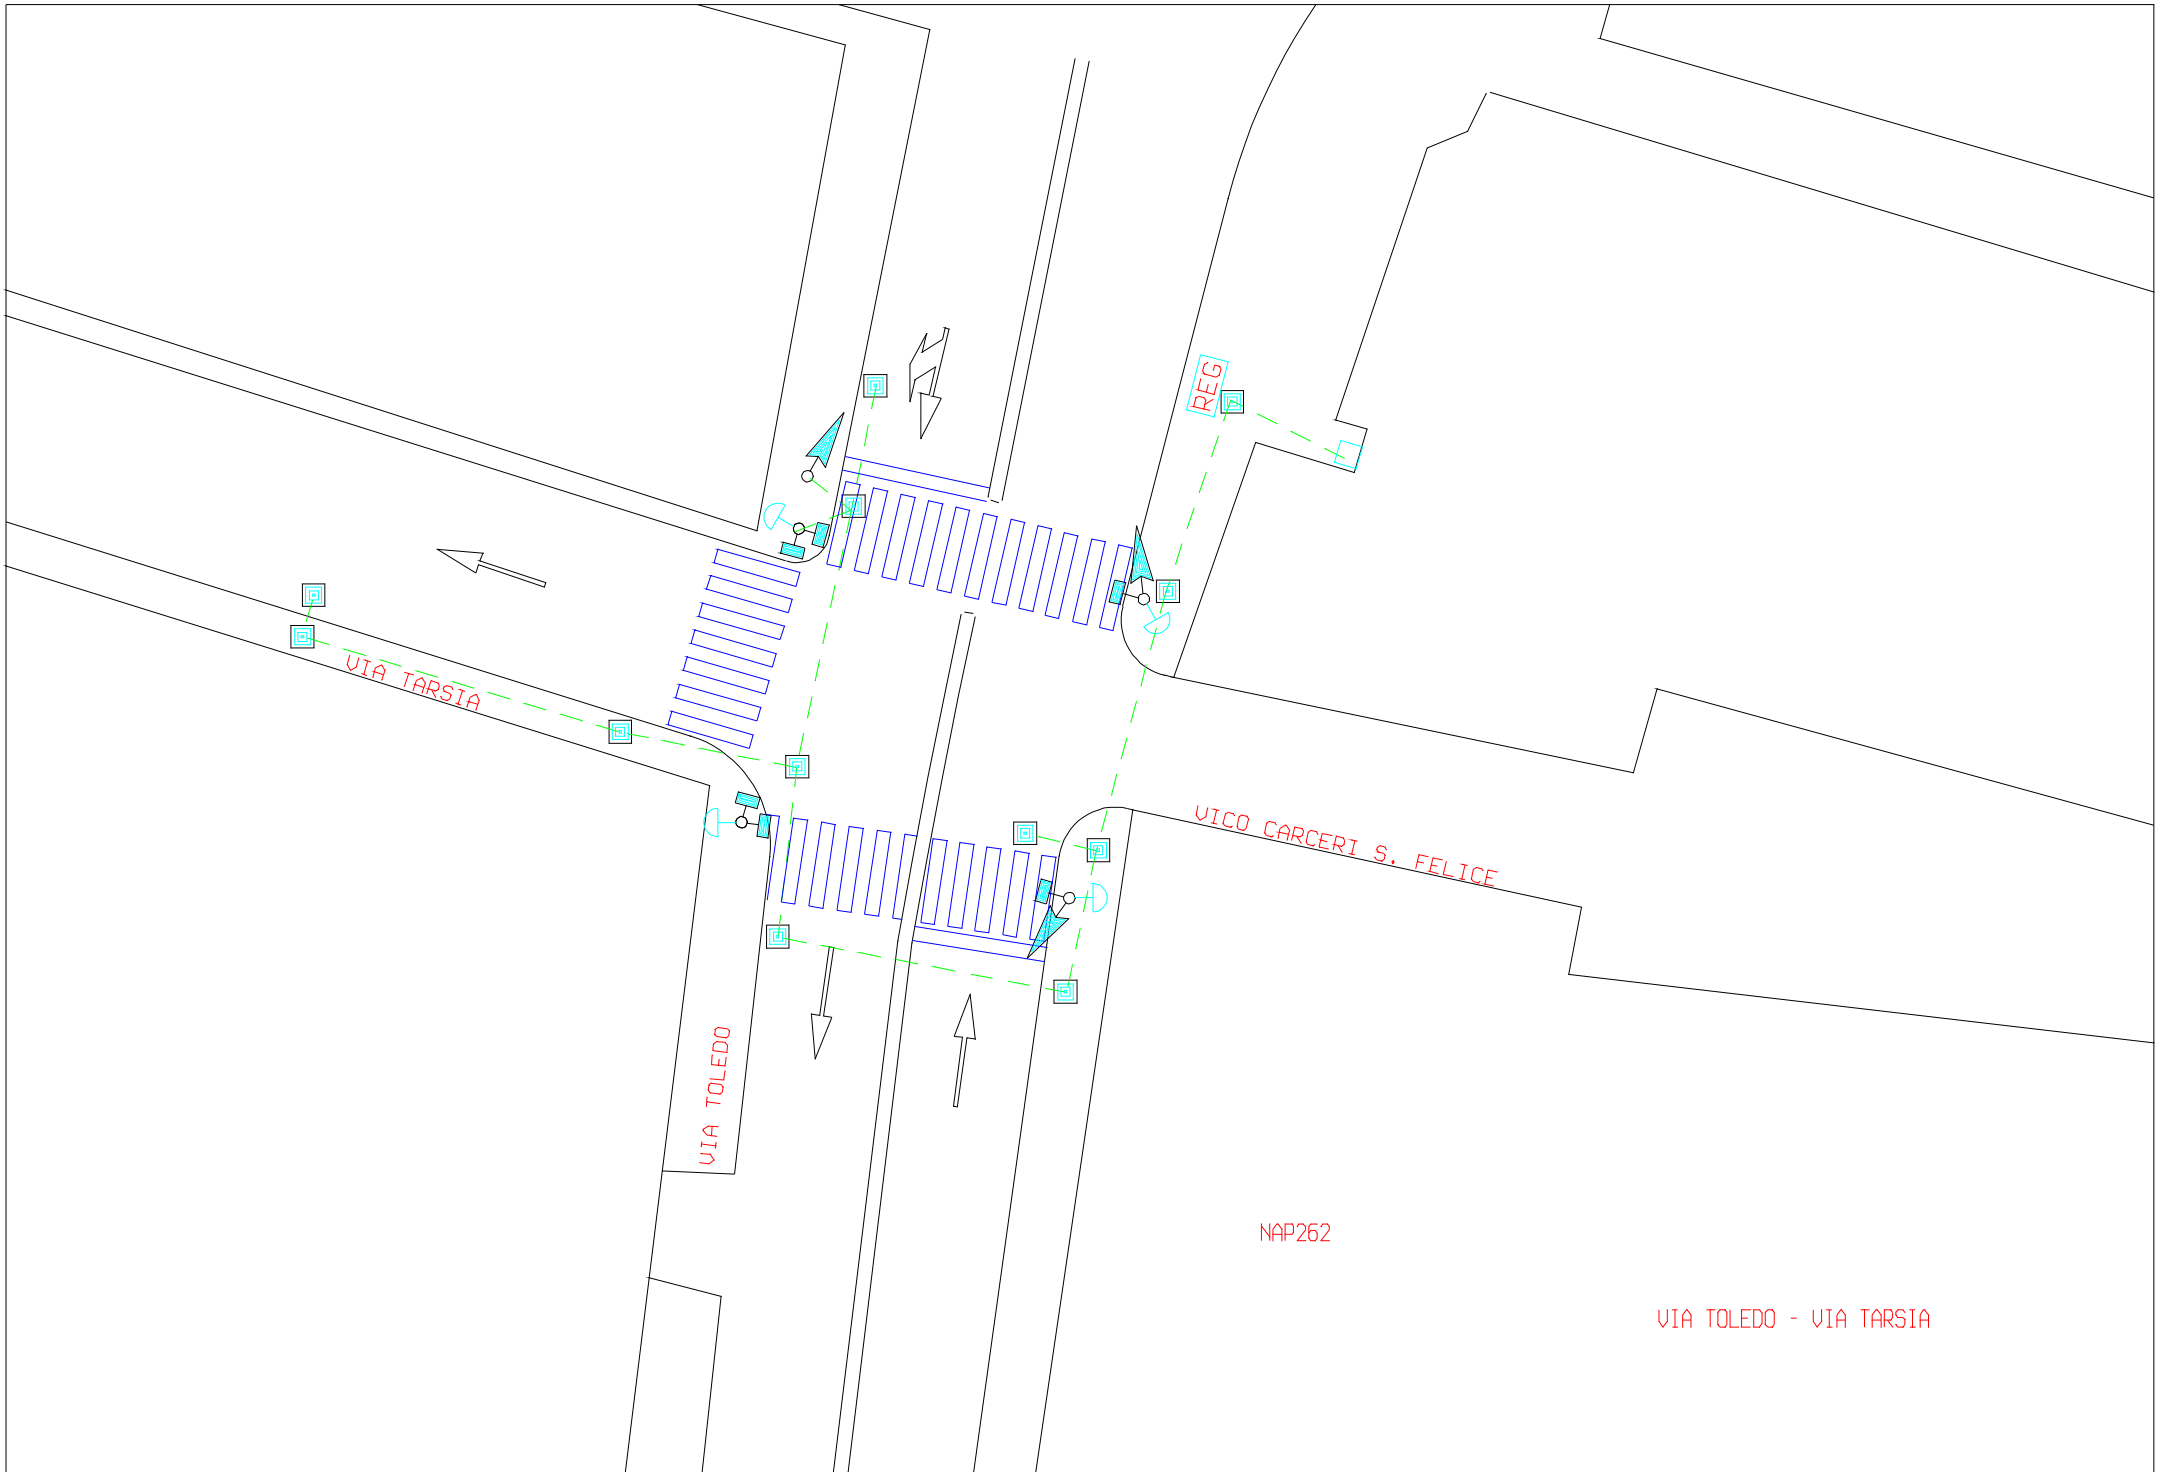 REG
VIA TARSIA
VICO CARCERI S. FELICE
VIA TOLEDO
NAP262
VIA TOLEDO - VIA TARSIA